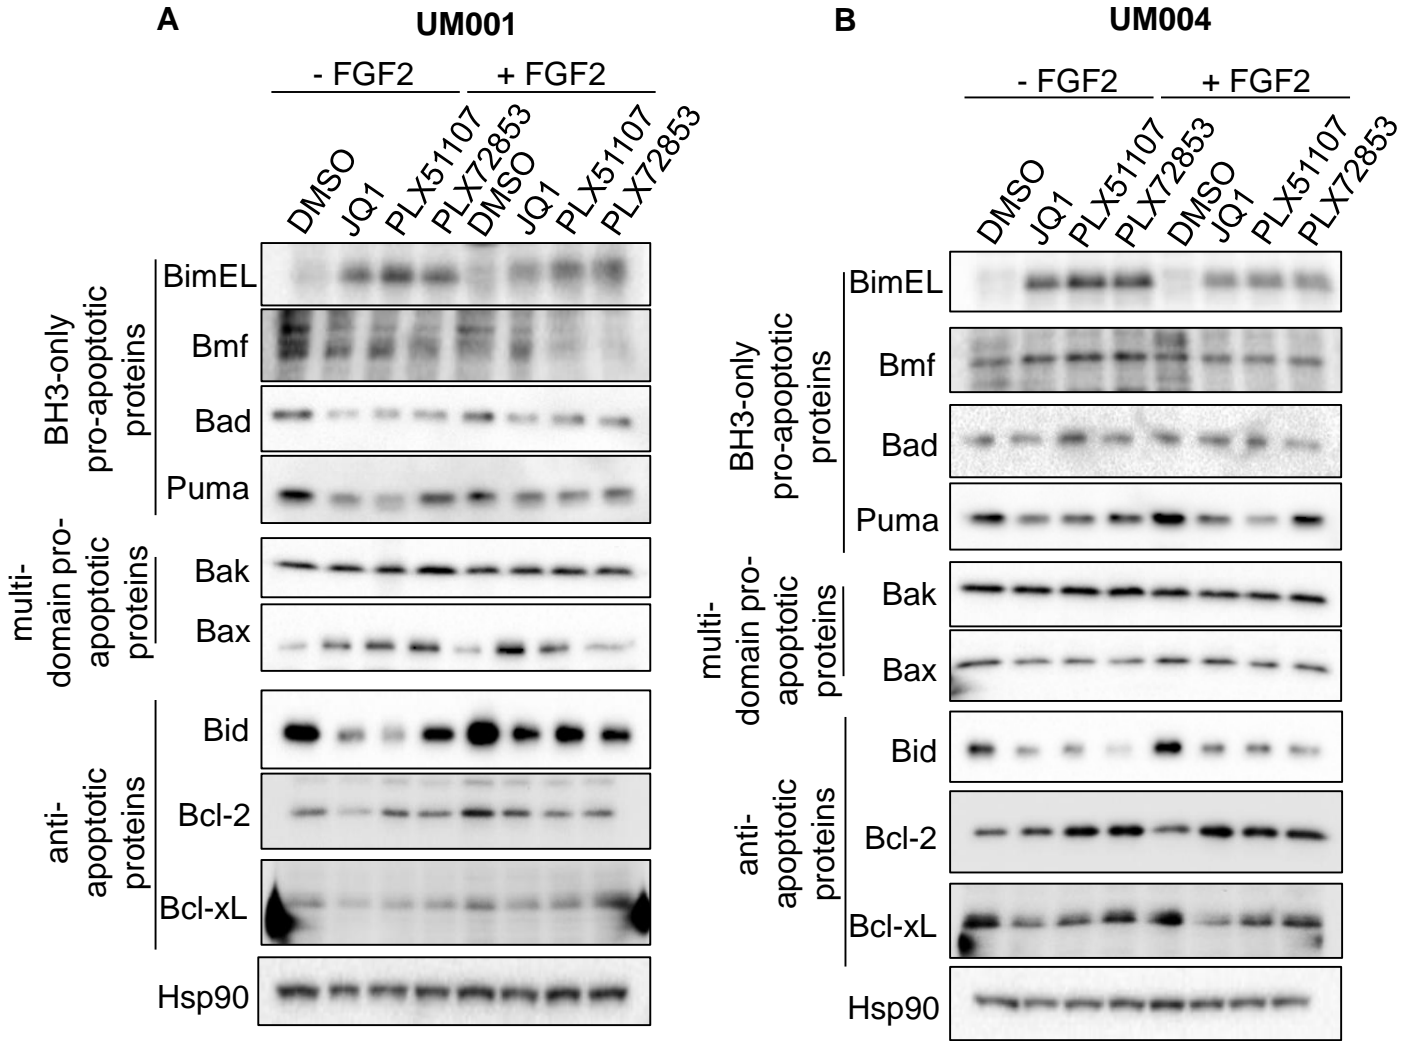 A
UM001
- FGF2
+ FGF2
DMSO
JQ1
PLX51107
PLX72853
DMSO
JQ1
PLX51107
PLX72853
BH3-only
pro-apoptotic
proteins
BimEL
Bmf
Bad
Puma
multi-
domain pro-
apoptotic
proteins
Bak
Bax
anti-
apoptotic
proteins
Bid
Bcl-2
Bcl-xL
Hsp90
B
UM004
- FGF2
+ FGF2
DMSO
JQ1
PLX51107
PLX72853
DMSO
JQ1
PLX51107
PLX72853
BH3-only
pro-apoptotic
proteins
BimEL
Bmf
Bad
Puma
multi-
domain pro-
apoptotic
proteins
Bak
Bax
anti-
apoptotic
proteins
Bid
Bcl-2
Bcl-xL
Hsp90